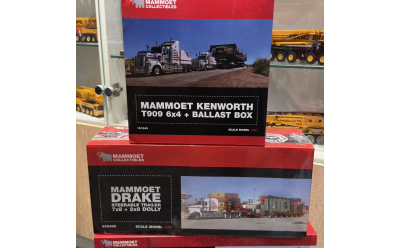 MAMMOET
COLLECTIBLES
MAMMOET KENWORTH
T909 6x4 + BALLAST BOX
SCALE MODEL
MAMMOET
COLLECTIBLES
MAMMOET
DRAKE
STEERABLE TRAILER
7x8 + 2x8 DOLLY
SCALE MODEL
MAMMOET